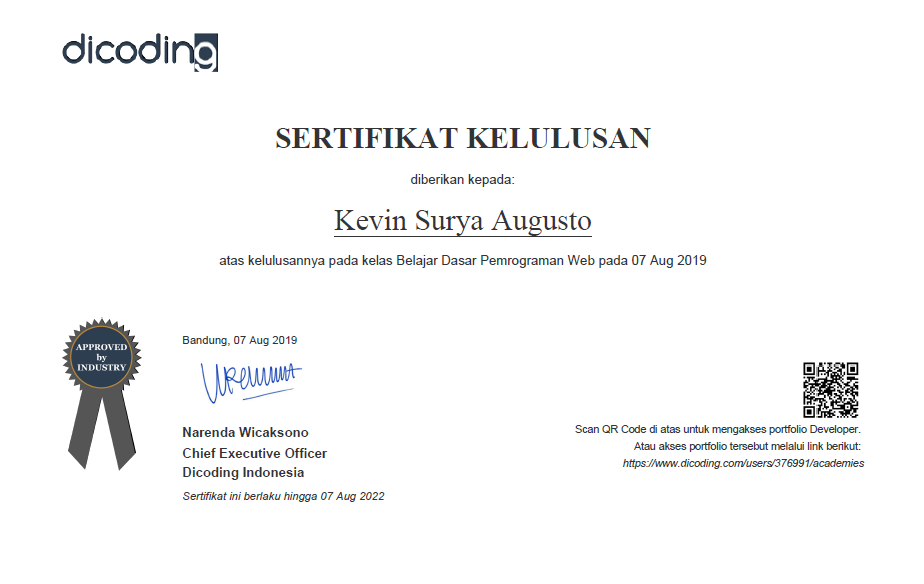 dicoding
SERTIFIKAT KELULUSAN
diberikan kepada:
Kevin Surya Augusto
atas kelulusannya pada kelas Belajar Dasar Pemrograman Web pada 07 Aug 2019
APPROVED
by
INDUSTRY
Bandung, 07 Aug 2019
Narenda Wicaksono
Chief Executive Officer
Dicoding Indonesia
Sertifikat ini berlaku hingga 07 Aug 2022
Scan QR Code di atas untuk mengakses portfolio Developer.
Atau akses portfolio tersebut melalui link berikut:
https://www.dicoding.com/users/376991/academies